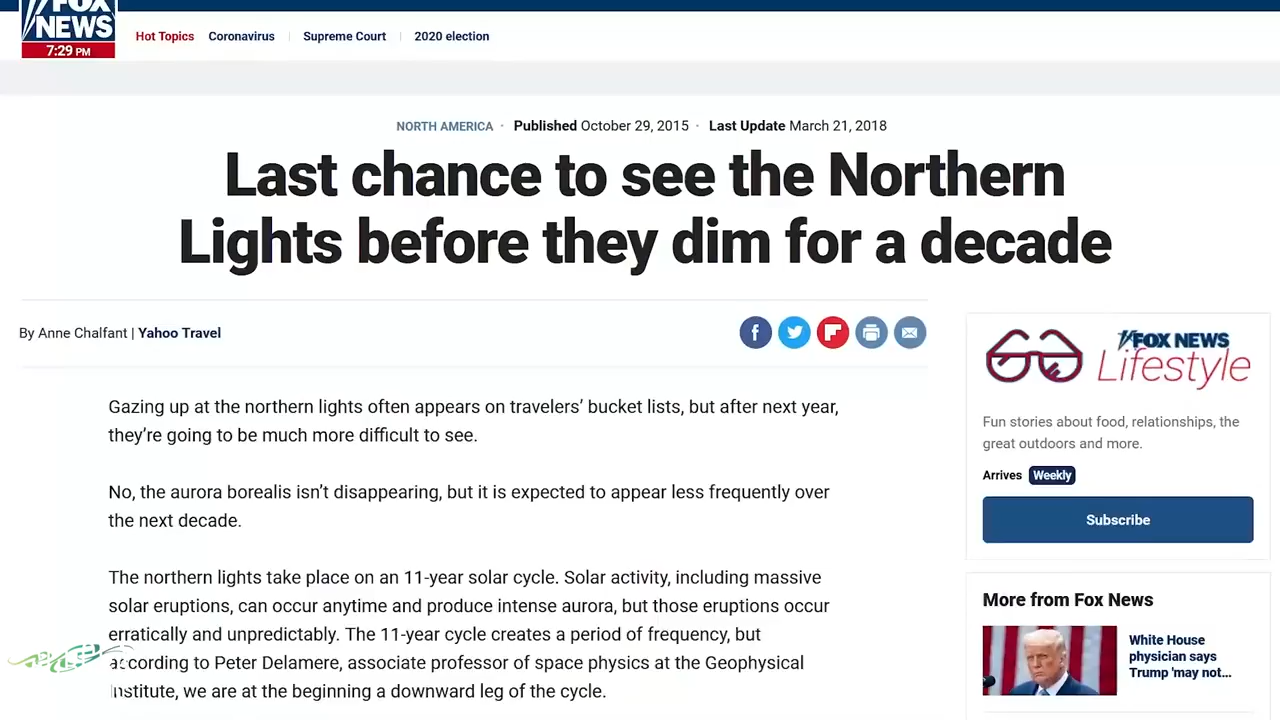 FOX
NEWS
7:29 PM
Hot Topics Coronavirus Supreme Court 2020 election
NORTH AMERICA · Published October 29, 2015 · Last Update March 21, 2018
Last chance to see the Northern
Lights before they dim for a decade
By Anne Chalfant | Yahoo Travel
FOX NEWS
Lifestyle
Gazing up at the northern lights often appears on travelers’ bucket lists, but after next year,
they’re going to be much more difficult to see.
No, the aurora borealis isn’t disappearing, but it is expected to appear less frequently over
the next decade.
The northern lights take place on an 11-year solar cycle. Solar activity, including massive
solar eruptions, can occur anytime and produce intense aurora, but those eruptions occur
erratically and unpredictably. The 11-year cycle creates a period of frequency, but
according to Peter Delamere, associate professor of space physics at the Geophysical
Institute, we are at the beginning a downward leg of the cycle.
Fun stories about food, relationships, the
great outdoors and more.
Arrives Weekly
Subscribe
More from Fox News
White House
physician says
Trump 'may not...